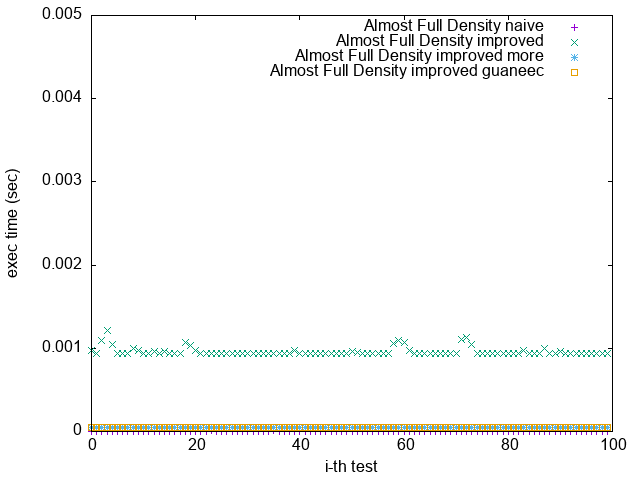 0.005
0.004
0.003
0.002
0.001
0
exec time (sec)
Almost Full Density naive
Almost Full Density improved
Almost Full Density improved more
Almost Full Density improved guaneec
0 20 40 60 80 100
i-th test